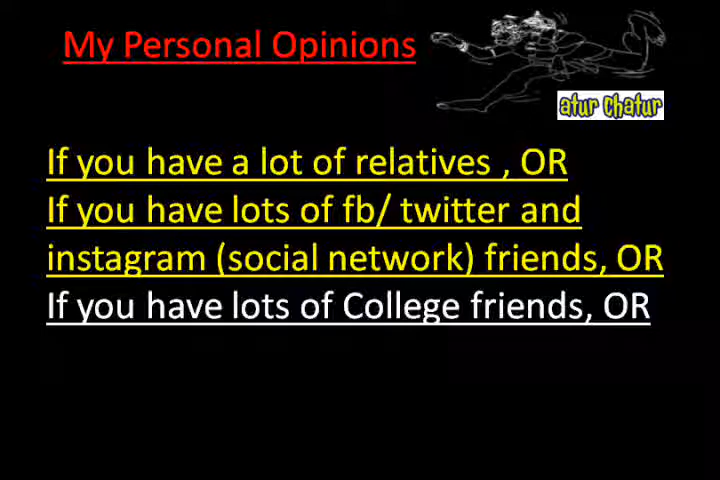 My Personal Opinions
atur chatur
If you have a lot of relatives , OR
If you have lots of fb/ twitter and
instagram (social network) friends, OR
If you have lots of College friends, OR